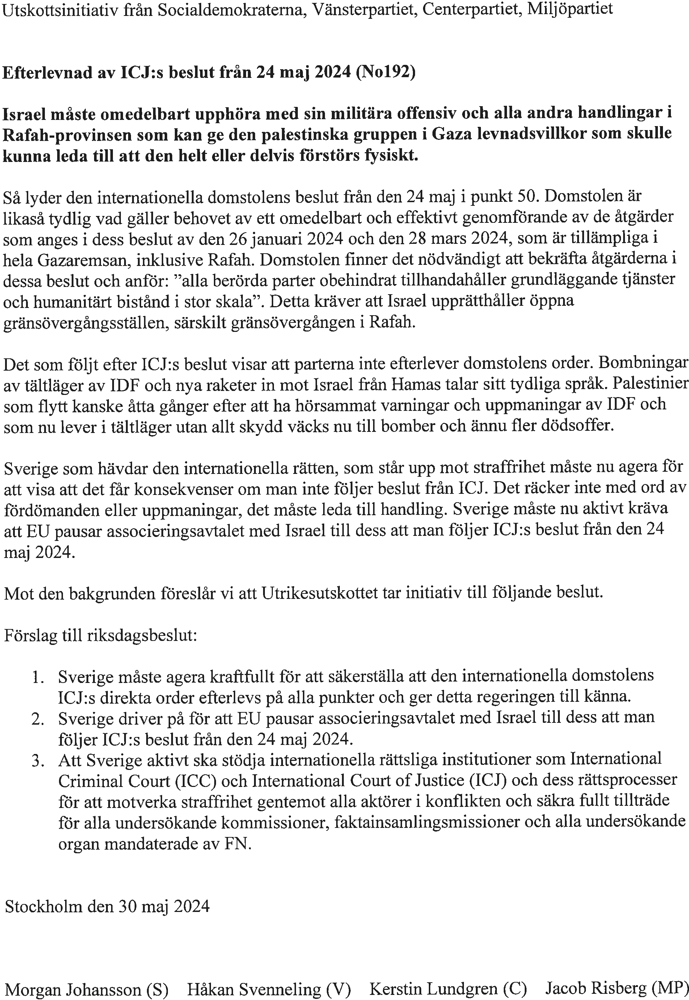 Utskottsinitiativ från Socialdemokraterna, Vänsterpartiet, Centerpartiet, Miljöpartiet
Efterlevnad av ICJ:s beslut från 24 maj 2024 (No192)
Israel måste omedelbart upphöra med sin militära offensiv och alla andra handlingar i
Rafah-provinsen som kan ge den palestinska gruppen i Gaza levnadsvillkor som skulle
kunna leda till att den helt eller delvis förstörs fysiskt.
Så lyder den internationella domstolens beslut från den 24 maj i punkt 50. Domstolen är
likaså tydlig vad gäller behovet av ett omedelbart och effektivt genomförande av de åtgärder
som anges i dess beslut av den 26 januari 2024 och den 28 mars 2024, som är tillämpliga i
hela Gazaremsan, inklusive Rafah. Domstolen finner det nödvändigt att bekräfta åtgärderna i
dessa beslut och anför: ”alla berörda parter obehindrat tillhandahåller grundläggande tjänster
och humanitärt bistånd i stor skala”. Detta kräver att Israel upprätthåller öppna
gränsövergångsställen, särskilt gränsövergången i Rafah.
Det som följt efter ICJ:s beslut visar att parterna inte efterlever domstolens order. Bombningar
av tältläger av IDF och nya raketer in mot Israel från Hamas talar sitt tydliga språk. Palestinier
som flytt kanske åtta gånger efter att ha hörsammat varningar och uppmaningar av IDF och
som nu lever i tältläger utan allt skydd väcks nu till bomber och ännu fler dödsoffer.
Sverige som hävdar den internationella rätten, som står upp mot straffrihet måste nu agera för
att visa att det får konsekvenser om man inte följer beslut från ICJ. Det räcker inte med ord av
fördömanden eller uppmaningar, det måste leda till handling. Sverige måste nu aktivt kräva
att EU pausar associeringsavtalet med Israel till dess att man följer ICJ:s beslut från den 24
maj 2024.
Mot den bakgrunden föreslår vi att Utrikesutskottet tar initiativ till följande beslut.
Förslag till riksdagsbeslut:
1. Sverige måste agera kraftfullt för att säkerställa att den internationella domstolens
ICJ:s direkta order efterlevs på alla punkter och ger detta regeringen till känna.
2. Sverige driver på för att EU pausar associeringsavtalet med Israel till dess att man
följer ICJ:s beslut från den 24 maj 2024.
3. Att Sverige aktivt ska stödja internationella rättsliga institutioner som International
Criminal Court (ICC) och International Court of Justice (ICJ) och dess rättsprocesser
för att motverka straffrihet gentemot alla aktörer i konflikten och säkra fullt tillträde
för alla undersökande kommissioner, faktainsamlingsmissioner och alla undersökande
organ mandaterade av FN.
Stockholm den 30 maj 2024
Morgan Johansson (S) Håkan Svenneling (V) Kerstin Lundgren (C) Jacob Risberg (MP)